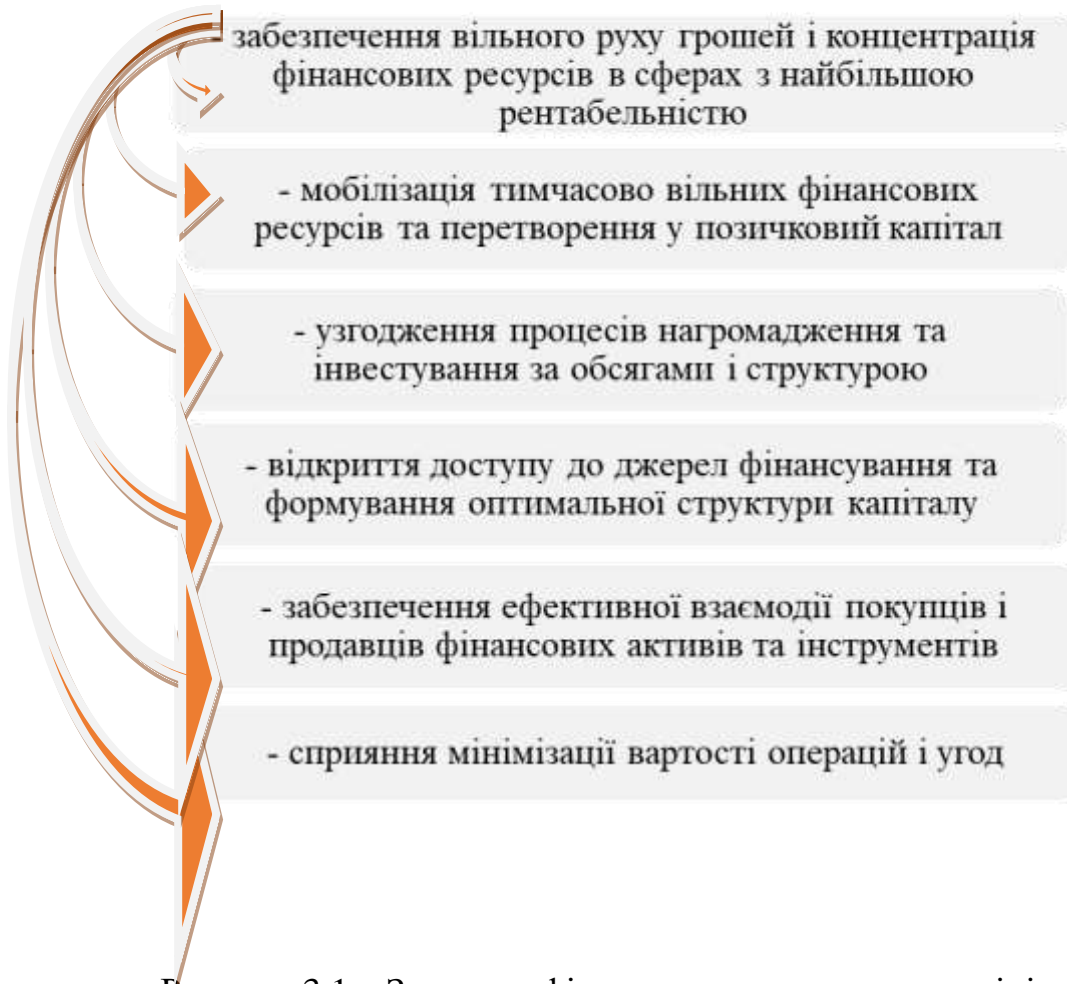 забезпечення вільного руху грошей і концентрація
фінансових ресурсів в сферах з найбільшою
рентабельністю
- мобілізація тимчасово вільних фінансових
ресурсів та перетворення у позичковий капітал
- узгодження процесів нагромадження та
інвестування за обсягами і структурою
- відкриття доступу до джерел фінансування та
формування оптимальної структури капіталу
- забезпечення ефективної взаємодії покупців і
продавців фінансових активів та інструментів
- сприяння мінімізації вартості операцій і угод
3.1